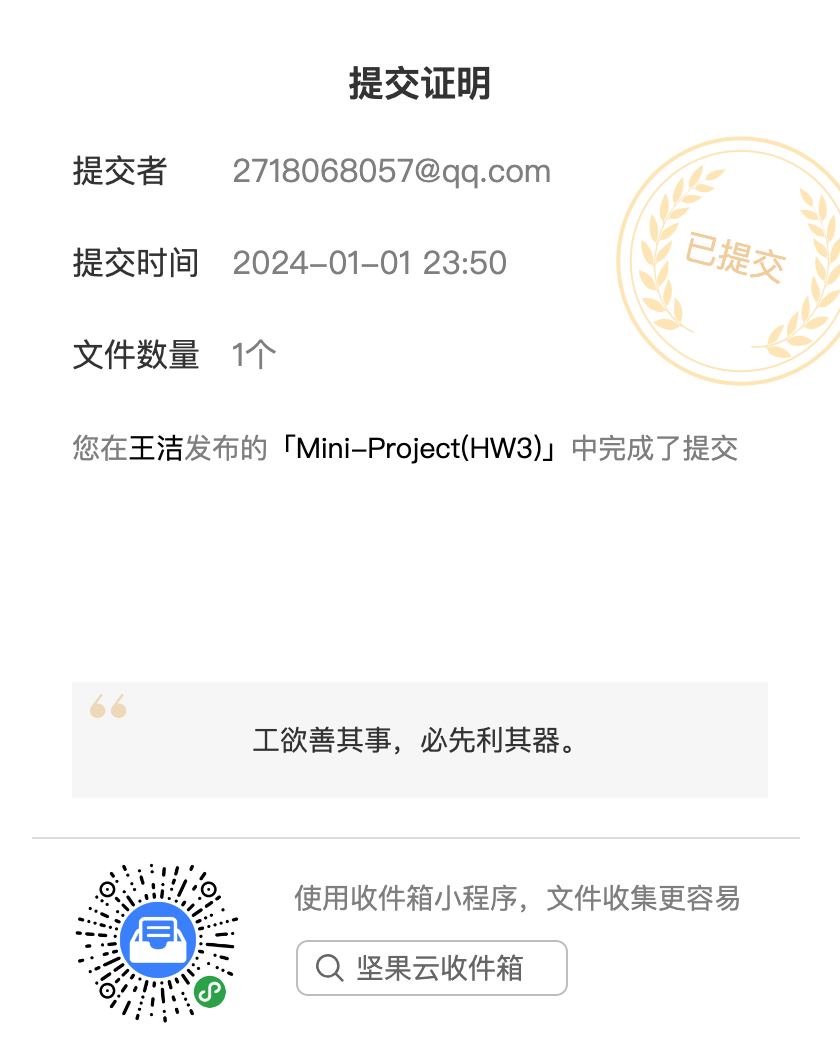 提交证明
提交者 2718068057@qq.com
已提交
提交时间 2024-01-01 23:50
文件数量 1个
您在王洁发布的「Mini-Project(HW3)」中完成了提交
工欲善其事，必先利其器。
使用收件箱小程序，文件收集更容易
坚果云收件箱